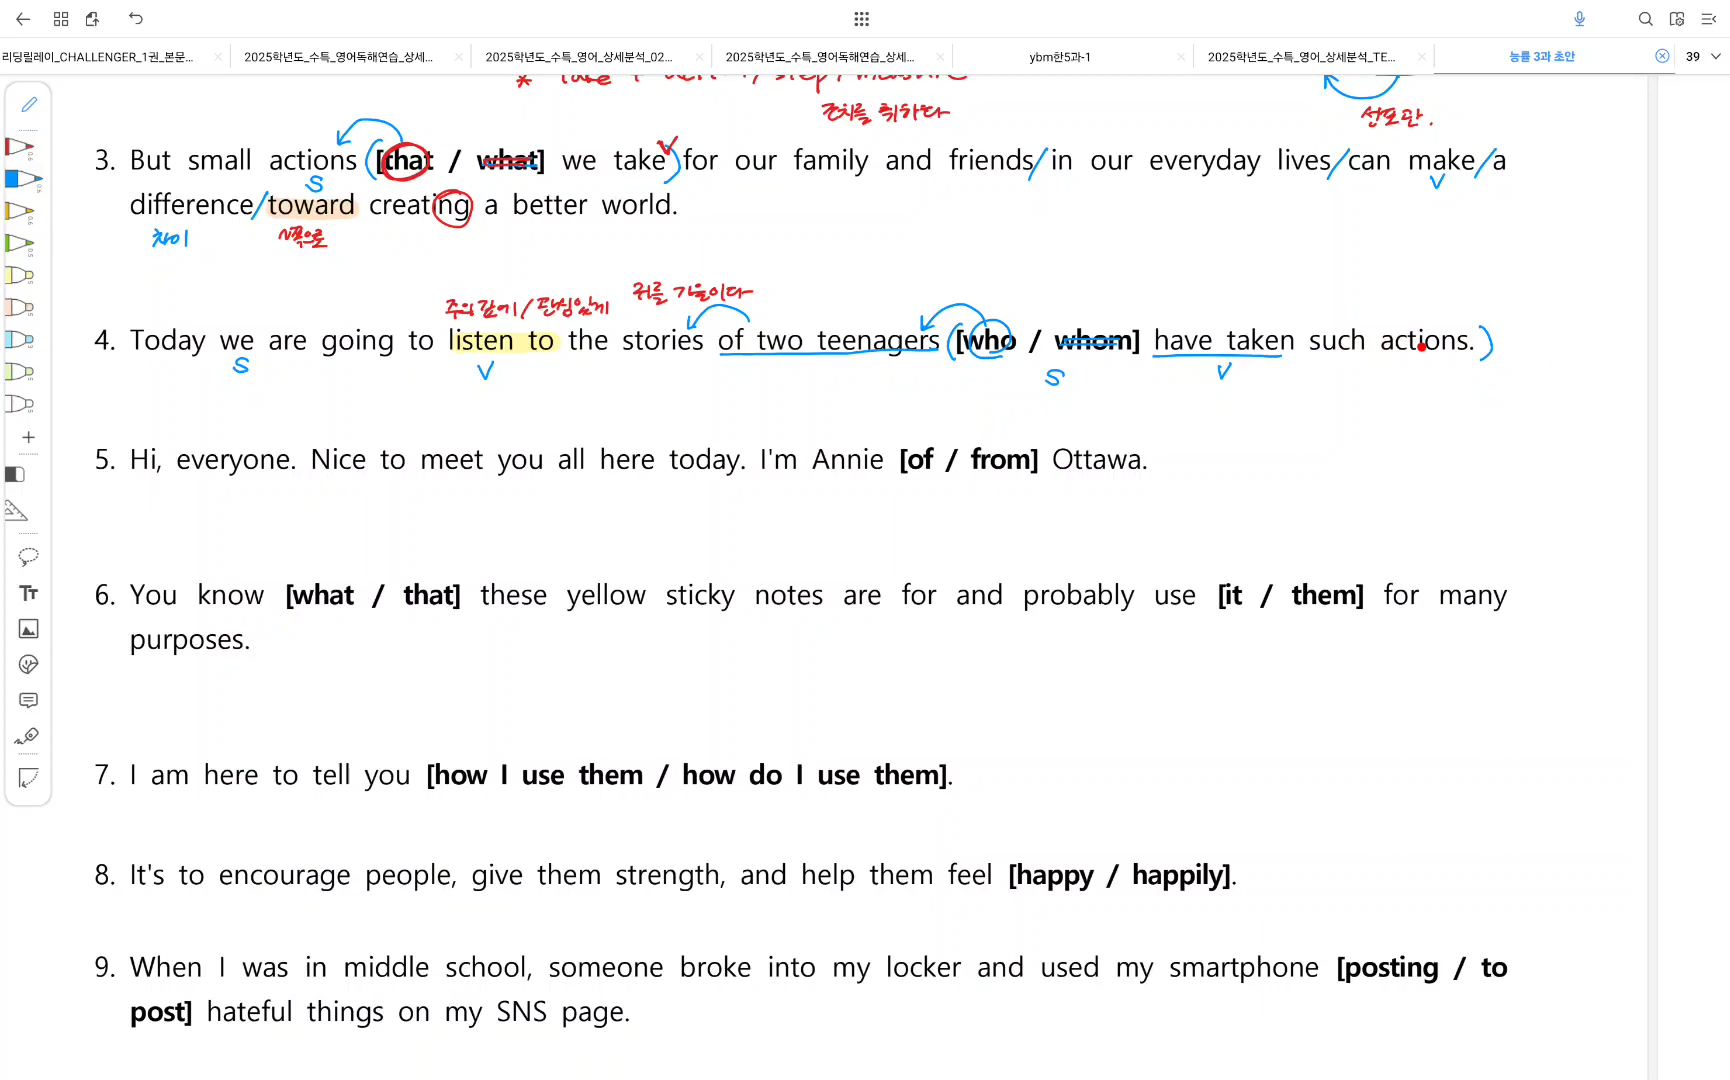 리딩릴레이_CHALLENGER_1권_본문...
2025학년도_수특_영어독해연습_상세...
2025학년도_수특_영어_상세분석_02...
2025학년도_수특_영어독해연습_상세...
ybm한5과-1
2025학년도_수특_영어_상세분석_TE...
능률 3과 초안
39
조치를 취하다
선도관.
3. But small actions [that / what] we take for our family and friends/in our everyday lives/can make/a
S
V
difference/toward creating a better world.
차이
~쪽으로
주의깊게/관심있게
귀를 기울이다
4. Today we are going to listen to the stories of two teenagers [who / whom] have taken such actions.
S
V
S
V
5. Hi, everyone. Nice to meet you all here today. I'm Annie [of / from] Ottawa.
6. You know [what / that] these yellow sticky notes are for and probably use [it / them] for many
purposes.
7. I am here to tell you [how I use them / how do I use them].
8. It's to encourage people, give them strength, and help them feel [happy / happily].
9. When I was in middle school, someone broke into my locker and used my smartphone [posting / to
post] hateful things on my SNS page.